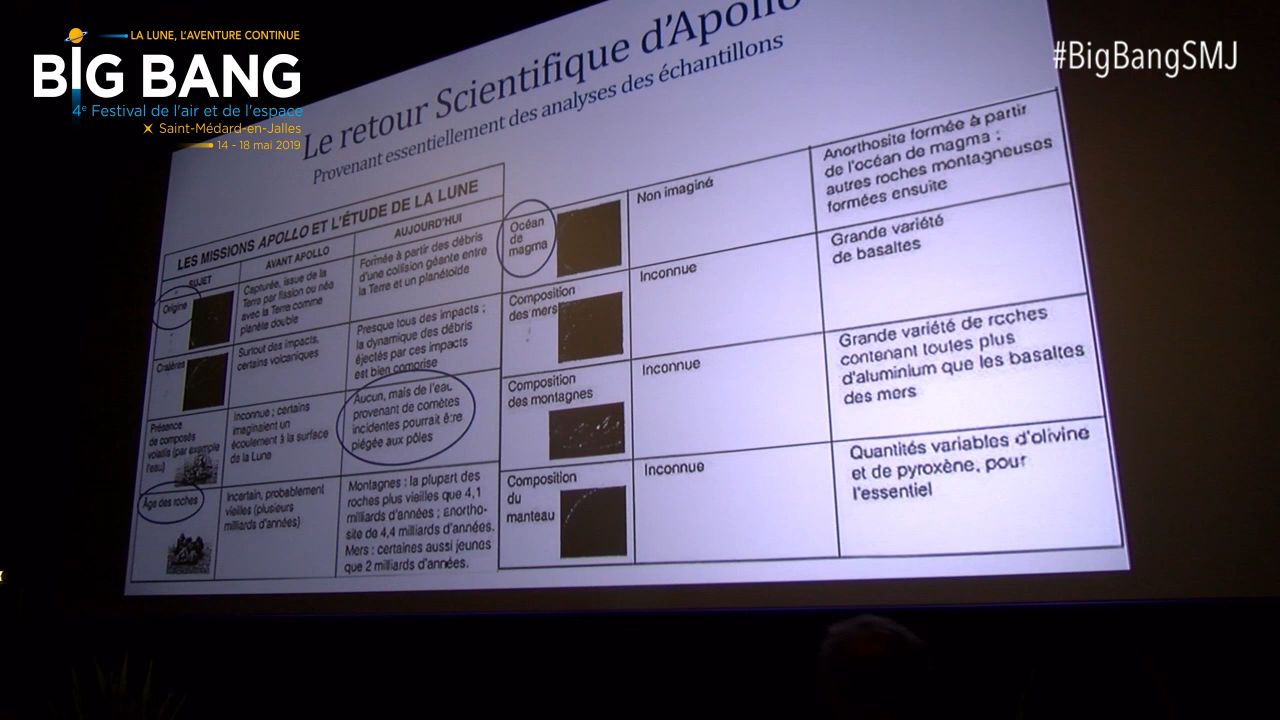 LA LUNE, L'AVENTURE CONTINUE
BIG BANG
4e Festival de l'air et de l'espace
Saint-Médard-en-Jalles
14 - 18 mai 2019
#BigBangSMJ
Le retour Scientifique d'Apollo
Provenant essentiellement des analyses des échantillons
LES MISSIONS APOLLO ET L'ÉTUDE DE LA LUNE
SUJET
AVANT APOLLO
AUJOURD'HUI
Origine
Capturée, issue de la
Terre par fission ou née
avec la Terre comme
planète double
Formée à partir des débris
d'une collision géante entre
la Terre et un planétoïde
Cratères
Surtout des impacts,
certains volcaniques
Presque tous des impacts ;
la dynamique des débris
éjectés par ces impacts
est bien comprise
Présence
de composés
volatils (par exemple
l'eau)
Inconnue ; certains
imaginaient un
écoulement à la surface
de la Lune
Aucun, mais de l'eau
provenant de comètes
incidentes pourrait être
piégée aux pôles
Âge des roches
Incertain, probablement
vieilles (plusieurs
milliards d'années)
Montagnes : la plupart des
roches plus vieilles que 4,1
milliards d'années ; anortho-
site de 4,4 milliards d'années.
Mers : certaines aussi jeunes
que 2 milliards d'années.
Océan
de
magma
Non imaginé
Anorthosite formée à partir
de l'océan de magma :
autres roches montagneuses
formées ensuite
Composition
des mers
Inconnue
Grande variété
de basaltes
Composition
des montagnes
Inconnue
Grande variété de roches
contenant toutes plus
d'aluminium que les basaltes
des mers
Composition
du
manteau
Inconnue
Quantités variables d'olivine
et de pyroxène, pour
l'essentiel